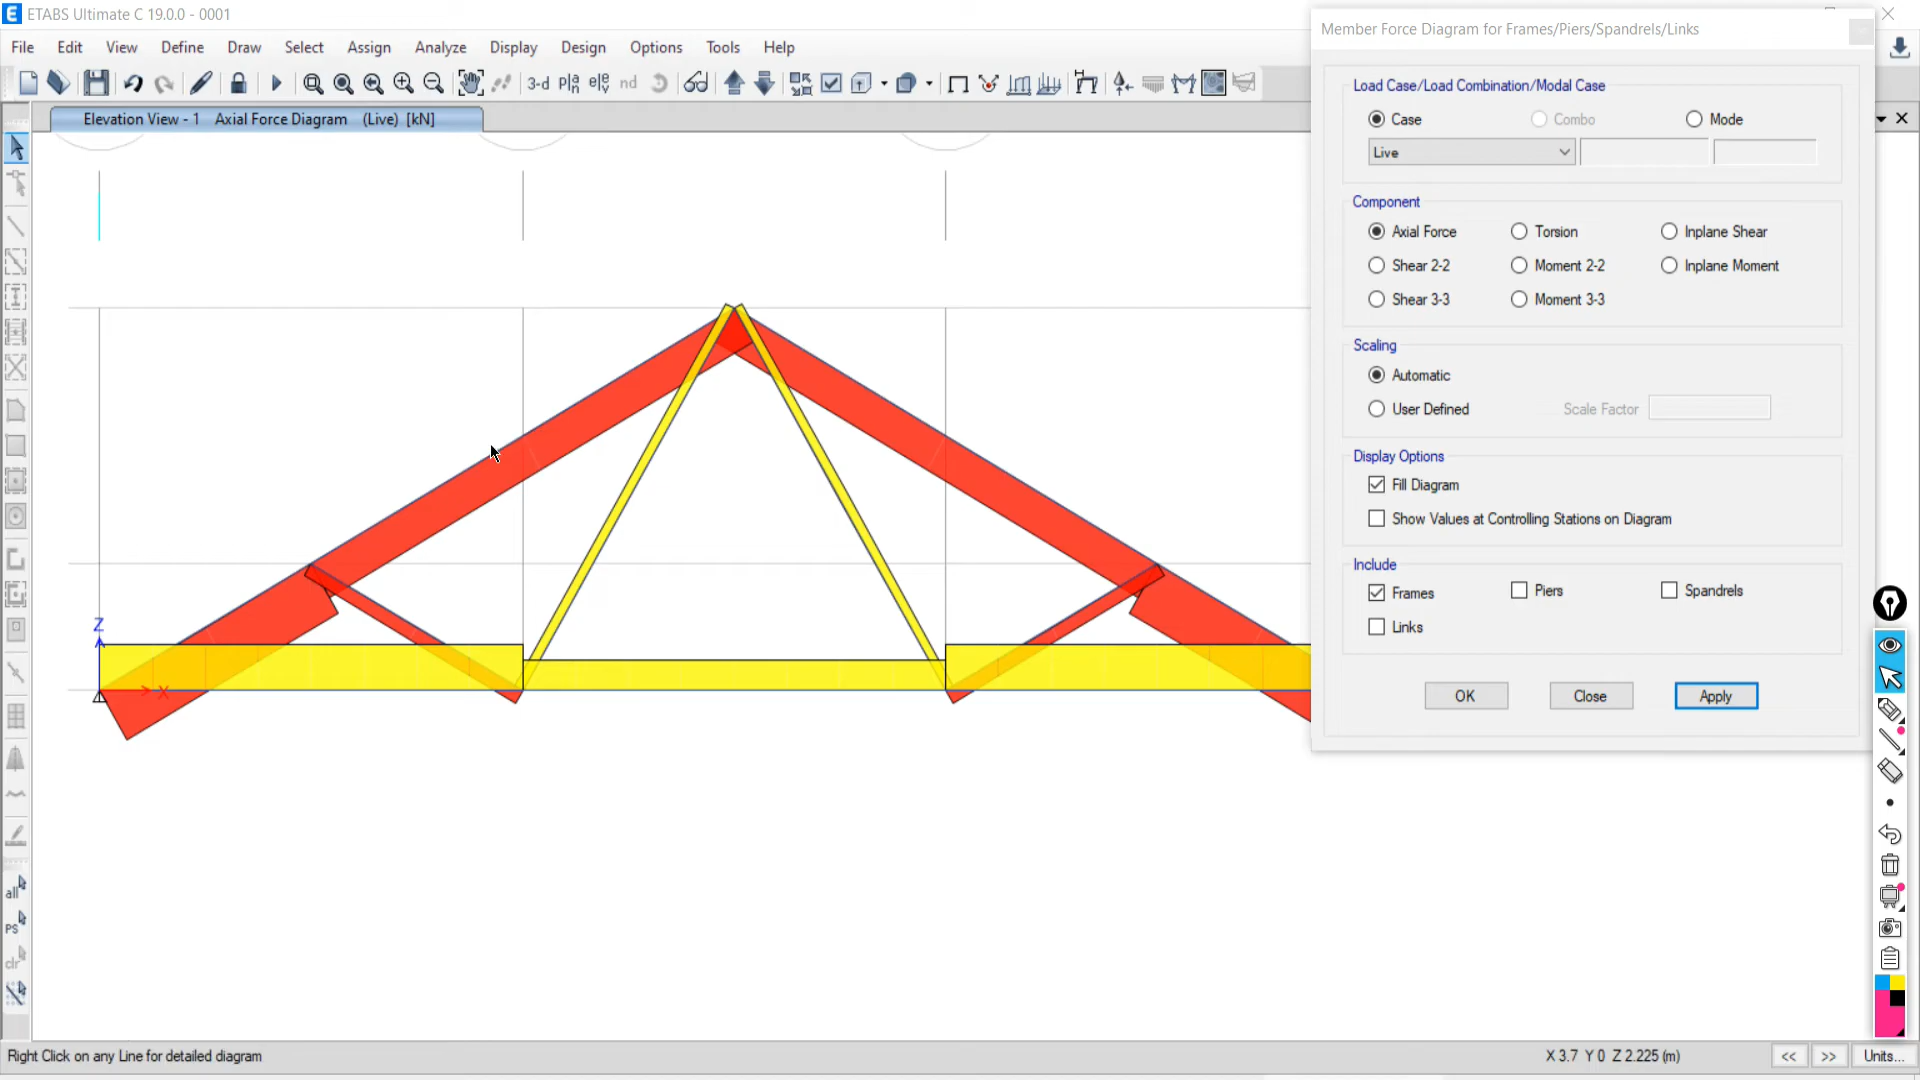 ETABS Ultimate C 19.0.0 - 0001
File Edit View Define Draw Select Assign Analyze Display Design Options Tools Help
3-d
nd
Elevation View - 1 Axial Force Diagram (Live) [kN]
Member Force Diagram for Frames/Piers/Spandrels/Links
Load Case/Load Combination/Modal Case
Case Combo Mode
Live
Component
Axial Force Torsion Inplane Shear
Shear 2-2 Moment 2-2 Inplane Moment
Shear 3-3 Moment 3-3
Scaling
Automatic
User Defined Scale Factor
Display Options
Fill Diagram
Show Values at Controlling Stations on Diagram
Include
Frames Piers Spandrels
Links
OK Close Apply
Z
X
all
PS
clr
Right Click on any Line for detailed diagram
X 3.7 Y 0 Z 2.225 (m)
<< >> Units...